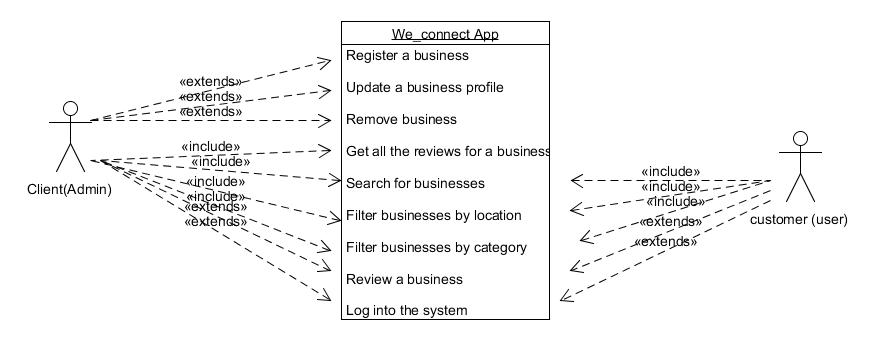 We_connect App
Register a business
Update a business profile
Remove business
Get all the reviews for a business
Search for businesses
Filter businesses by location
Filter businesses by category
Review a business
Log into the system
«extends»
«extends»
«extends»
«include»
«include»
«include»
«include»
«extends»
«extends»
Client(Admin)
«include»
«include»
«include»
«extends»
«extends»
customer (user)